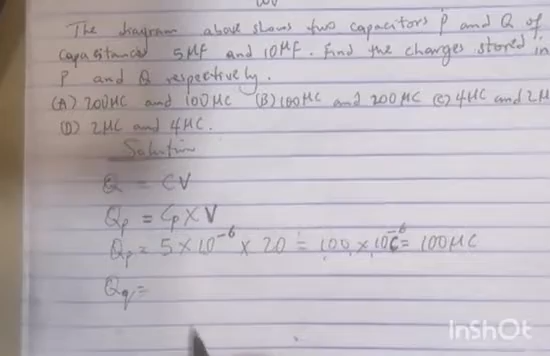 The diagram above shows two capacitors P and Q of
capacitance 5μF and 10μF. Find the charges stored in
P and Q respectively.
(A) 200μC and 100μC (B) 100μC and 200μC (C) 4μC and 2μ
(D) 2μC and 4μC.
Solution
Q = CV
Qp = Cp x V
Qp = 5 x 10⁻⁶ x 20 = 100 x 10⁻⁶ = 100μC
Qq =
InShOt